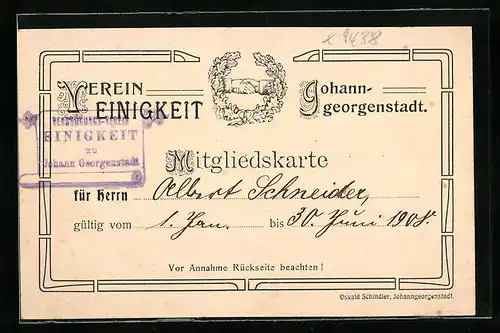 x 9438
VEREIN
EINIGKEIT
Johann-
georgenstadt.
EINIGKEIT
zu
Johann Georgenstadt
Mitgliedskarte
für Herrn Albert Schneider,
gültig vom 1. Jan. bis 30. Juni 1908.
Vor Annahme Rückseite beachten!
Oswald Schindler, Johanngeorgenstadt.